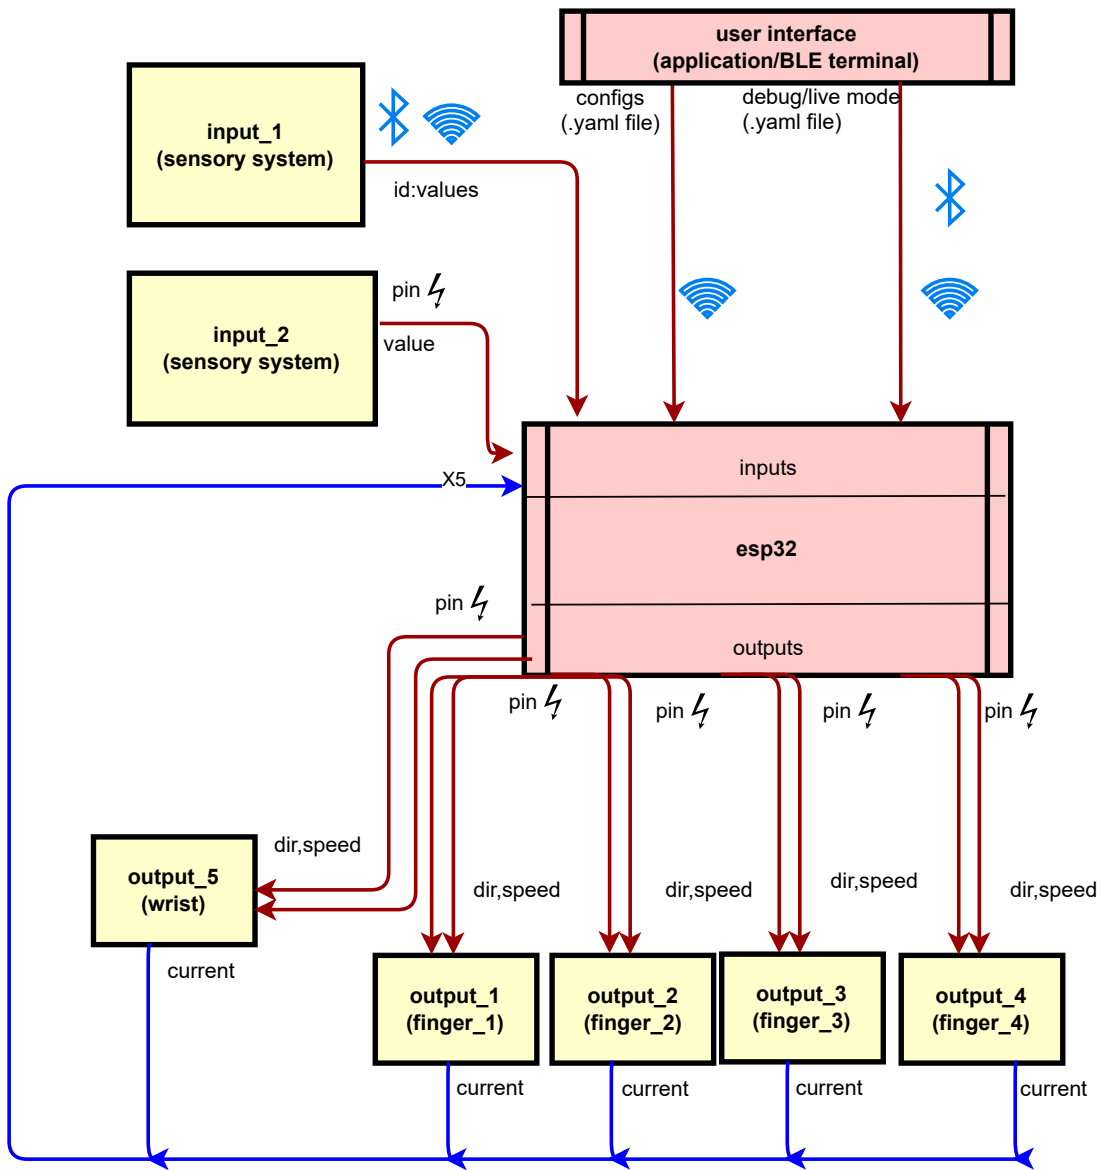 user interface
(application/BLE terminal)
configs
(.yaml file)
debug/live mode
(.yaml file)
input_1
(sensory system)
id:values
input_2
(sensory system)
pin
value
inputs
X5
esp32
pin
outputs
pin
pin
pin
pin
dir,speed
output_5
(wrist)
current
dir,speed
dir,speed
dir,speed
dir,speed
output_1
(finger_1)
output_2
(finger_2)
output_3
(finger_3)
output_4
(finger_4)
current
current
current
current